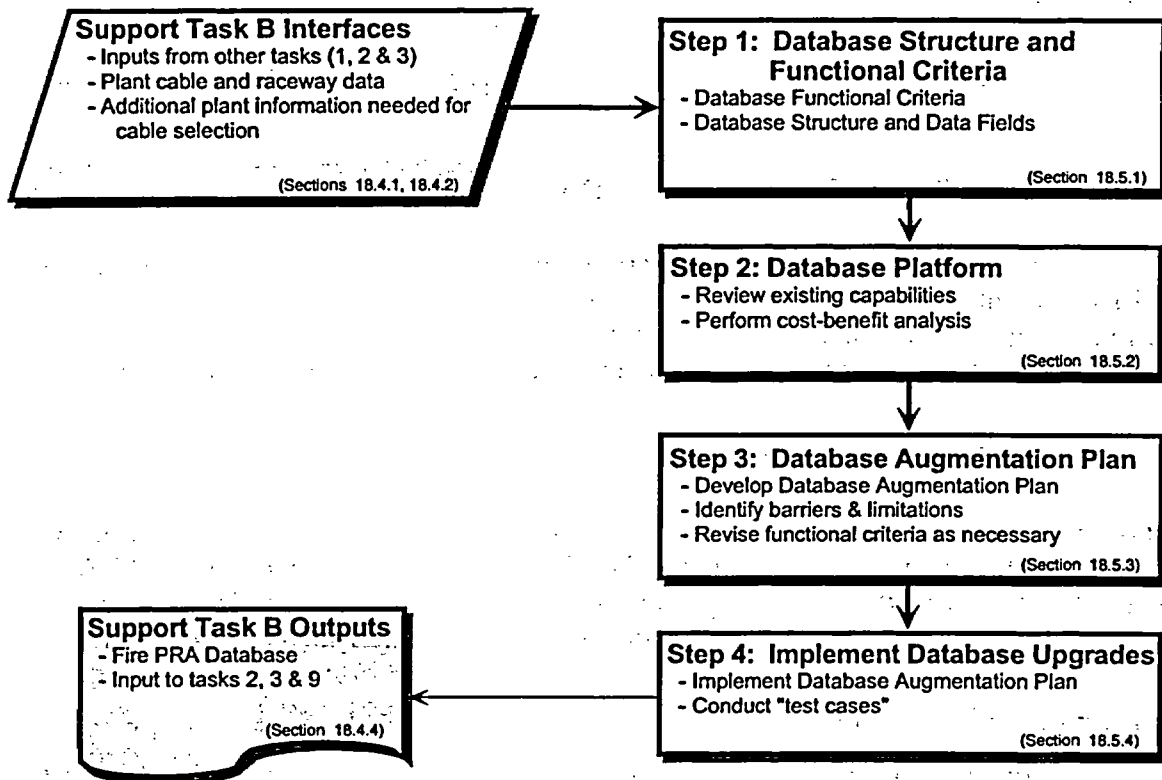 Support Task B Interfaces
- Inputs from other tasks (1, 2 & 3)
- Plant cable and raceway data
- Additional plant information needed for
cable selection
(Sections 18.4.1, 18.4.2)
Step 1: Database Structure and
Functional Criteria
- Database Functional Criteria
- Database Structure and Data Fields
(Section 18.5.1)
Step 2: Database Platform
- Review existing capabilities
- Perform cost-benefit analysis
(Section 18.5.2)
Step 3: Database Augmentation Plan
- Develop Database Augmentation Plan
- Identify barriers & limitations
- Revise functional criteria as necessary
(Section 18.5.3)
Step 4: Implement Database Upgrades
- Implement Database Augmentation Plan
- Conduct "test cases"
(Section 18.5.4)
Support Task B Outputs
- Fire PRA Database
- Input to tasks 2, 3 & 9
(Section 18.4.4)